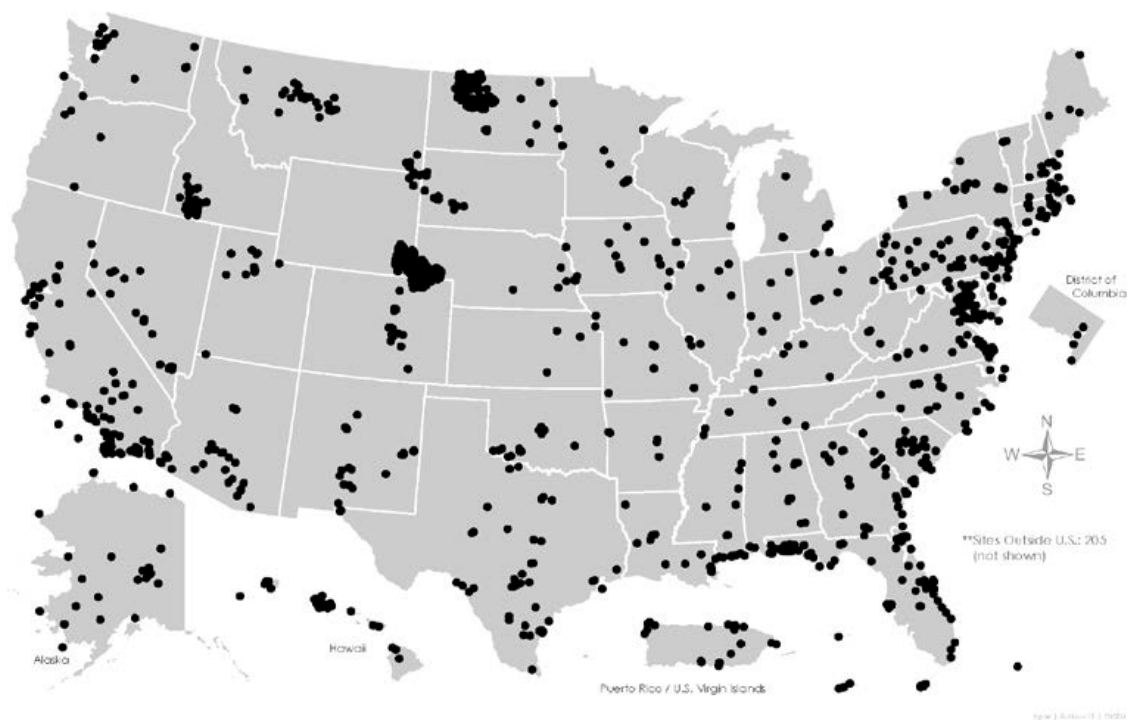 District of
Columbia
N
W E
S
**Sites Outside U.S.: 205
(not shown)
Hawaii
Alaska
Puerto Rico / U.S. Virgin Islands